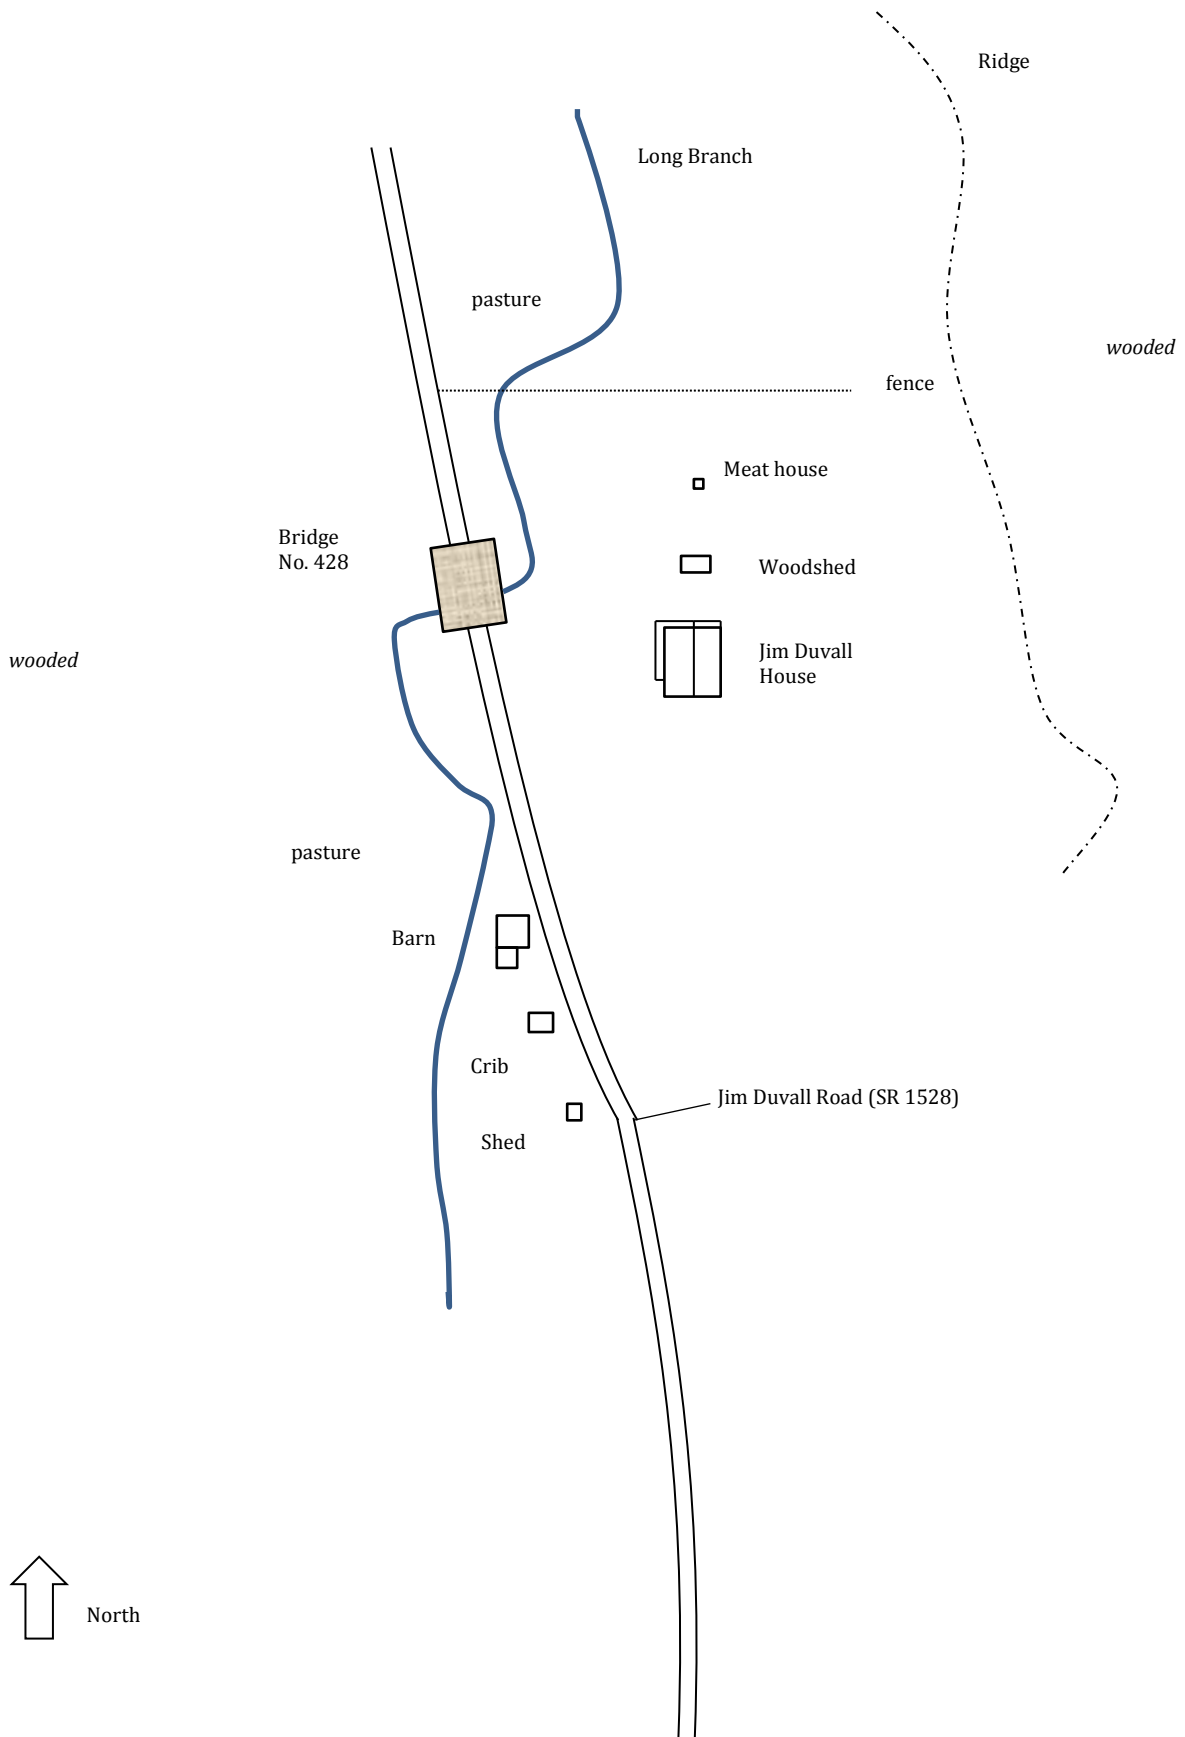 Ridge
Long Branch
pasture
wooded
fence
Meat house
Bridge
No. 428
Woodshed
wooded
Jim Duvall
House
pasture
Barn
Crib
Jim Duvall Road (SR 1528)
Shed
North